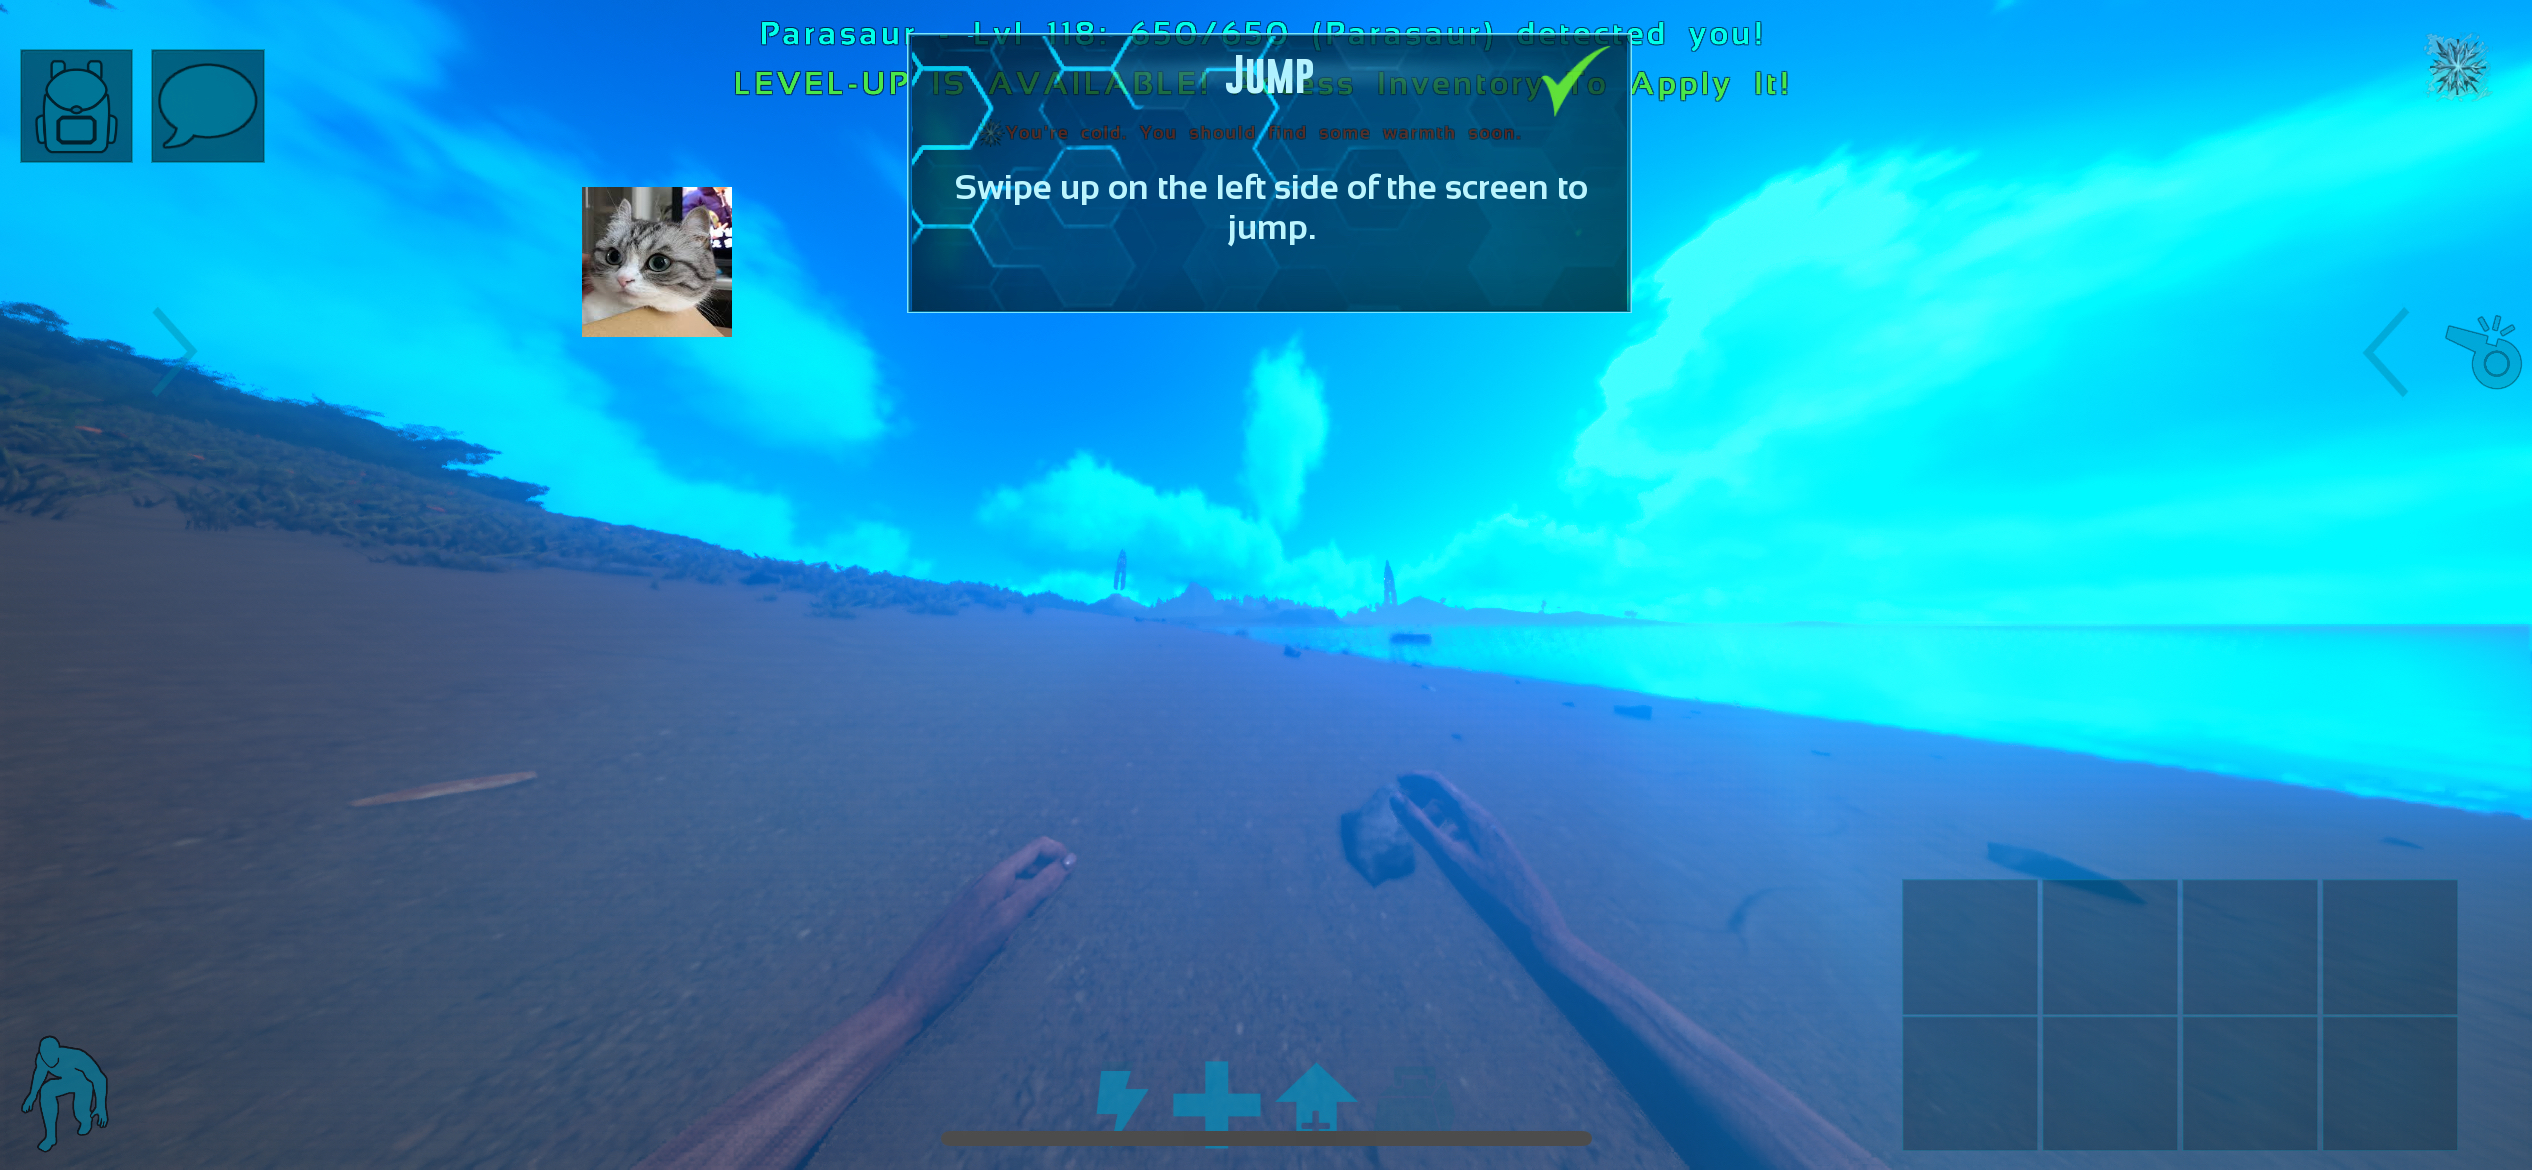 Parasaur - Lvl 118: 650/650 (Parasaur) detected you!
LEVEL-UP IS AVAILABLE! Inventory To Apply It!
JUMP
You're cold. You should find some warmth soon.
Swipe up on the left side of the screen to
jump.